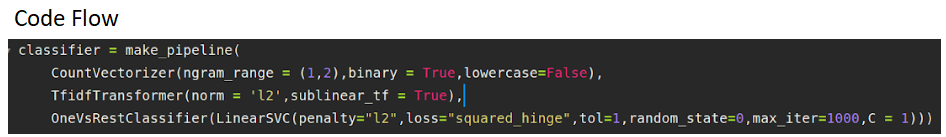 Code Flow
classifier = make_pipeline(
CountVectorizer(ngram_range = (1,2),binary = True,lowercase=False),
TfidfTransformer(norm = 'l2',sublinear_tf = True),
OneVsRestClassifier(LinearSVC(penalty="l2",loss="squared_hinge",tol=1,random_state=0,max_iter=1000,C = 1)))